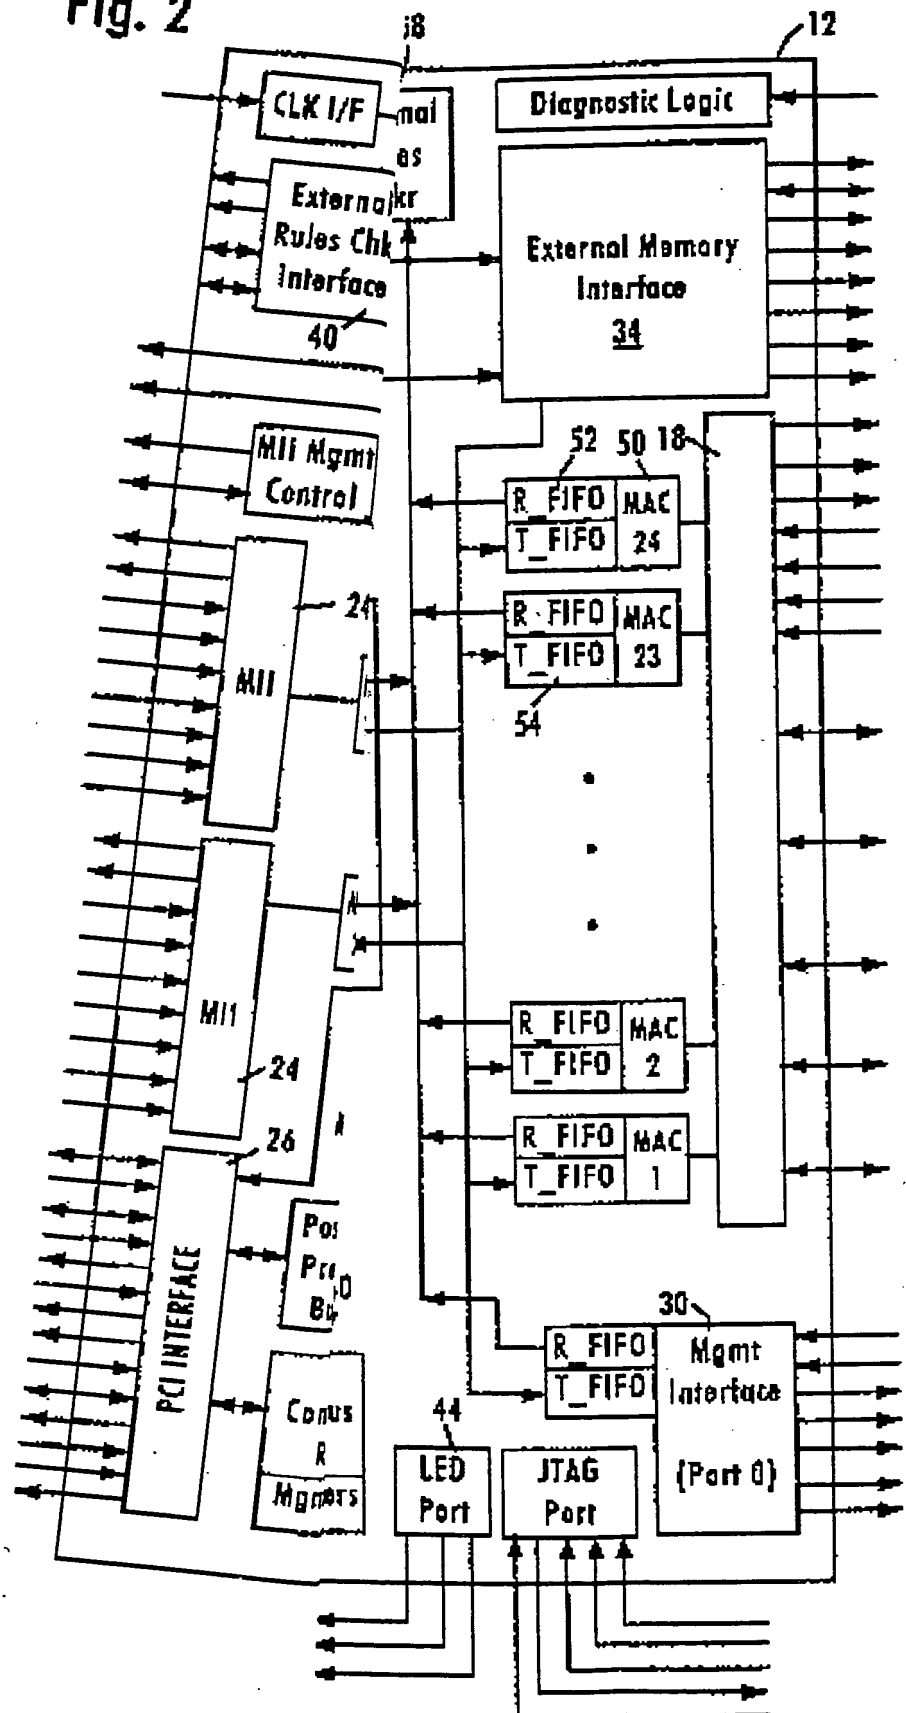 Fig. 2
12
CLK I/F
Diagnostic Logic
External
Rules Chk
Interface
40
External Memory
Interface
34
MII Mgmt
Control
52
50
18
R_FIFO
T_FIFO
MAC
24
R_FIFO
T_FIFO
MAC
23
54
24
MII
MII
24
R_FIFO
T_FIFO
MAC
2
R_FIFO
T_FIFO
MAC
1
26
PCI INTERFACE
30
R_FIFO
T_FIFO
Mgmt
Interface
(Port 0)
44
LED
Port
JTAG
Port